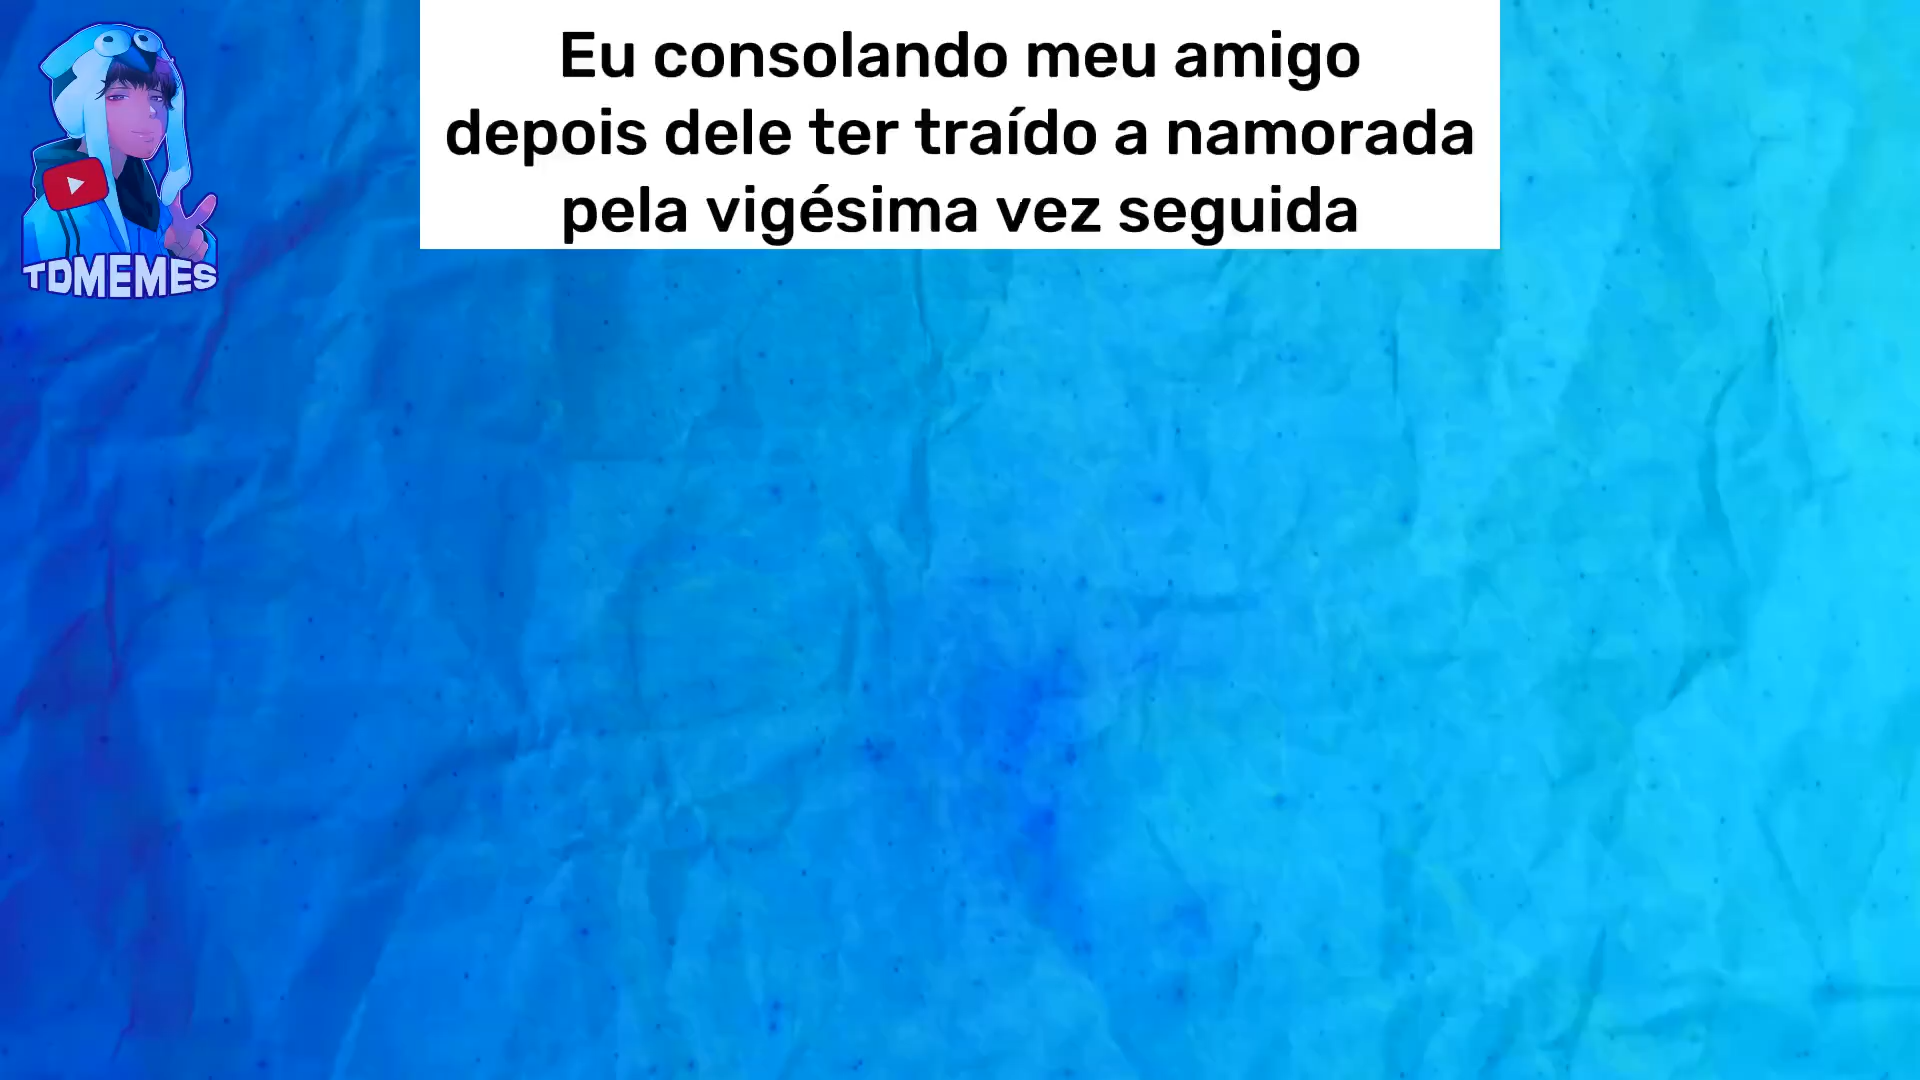 Eu consolando meu amigo
depois dele ter traído a namorada
pela vigésima vez seguida
TDMEMES